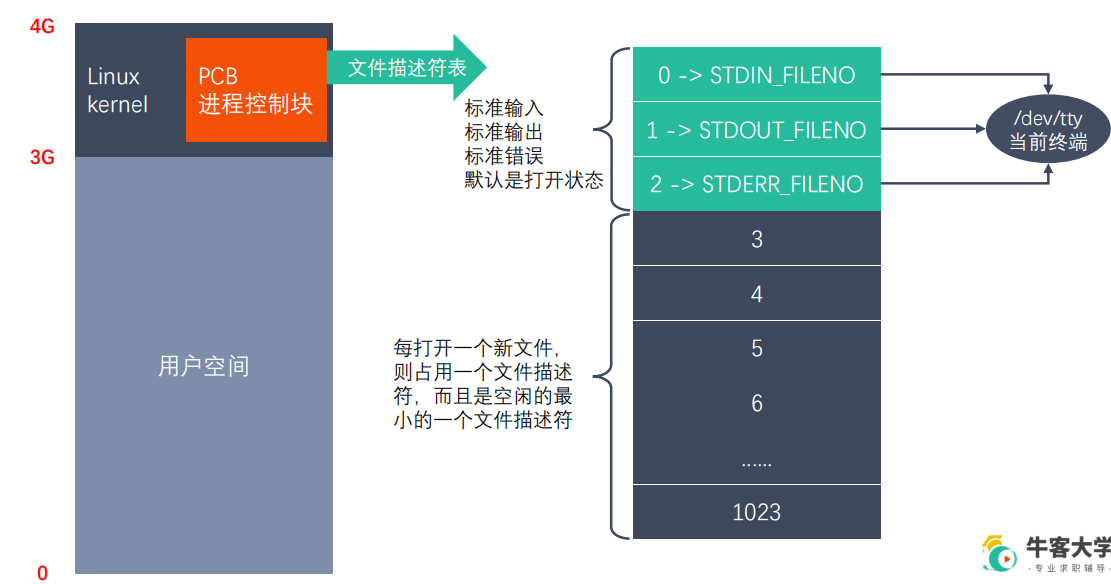 4G
Linux
kernel
PCB
进程控制块
文件描述符表
3G
用户空间
0
标准输入
标准输出
标准错误
默认是打开状态
0 -> STDIN_FILENO
1 -> STDOUT_FILENO
2 -> STDERR_FILENO
/dev/tty
当前终端
每打开一个新文件,
则占用一个文件描述
符，而且是空闲的最
小的一个文件描述符
3
4
5
6
......
1023
牛客大学
- 专业求职辅导 -